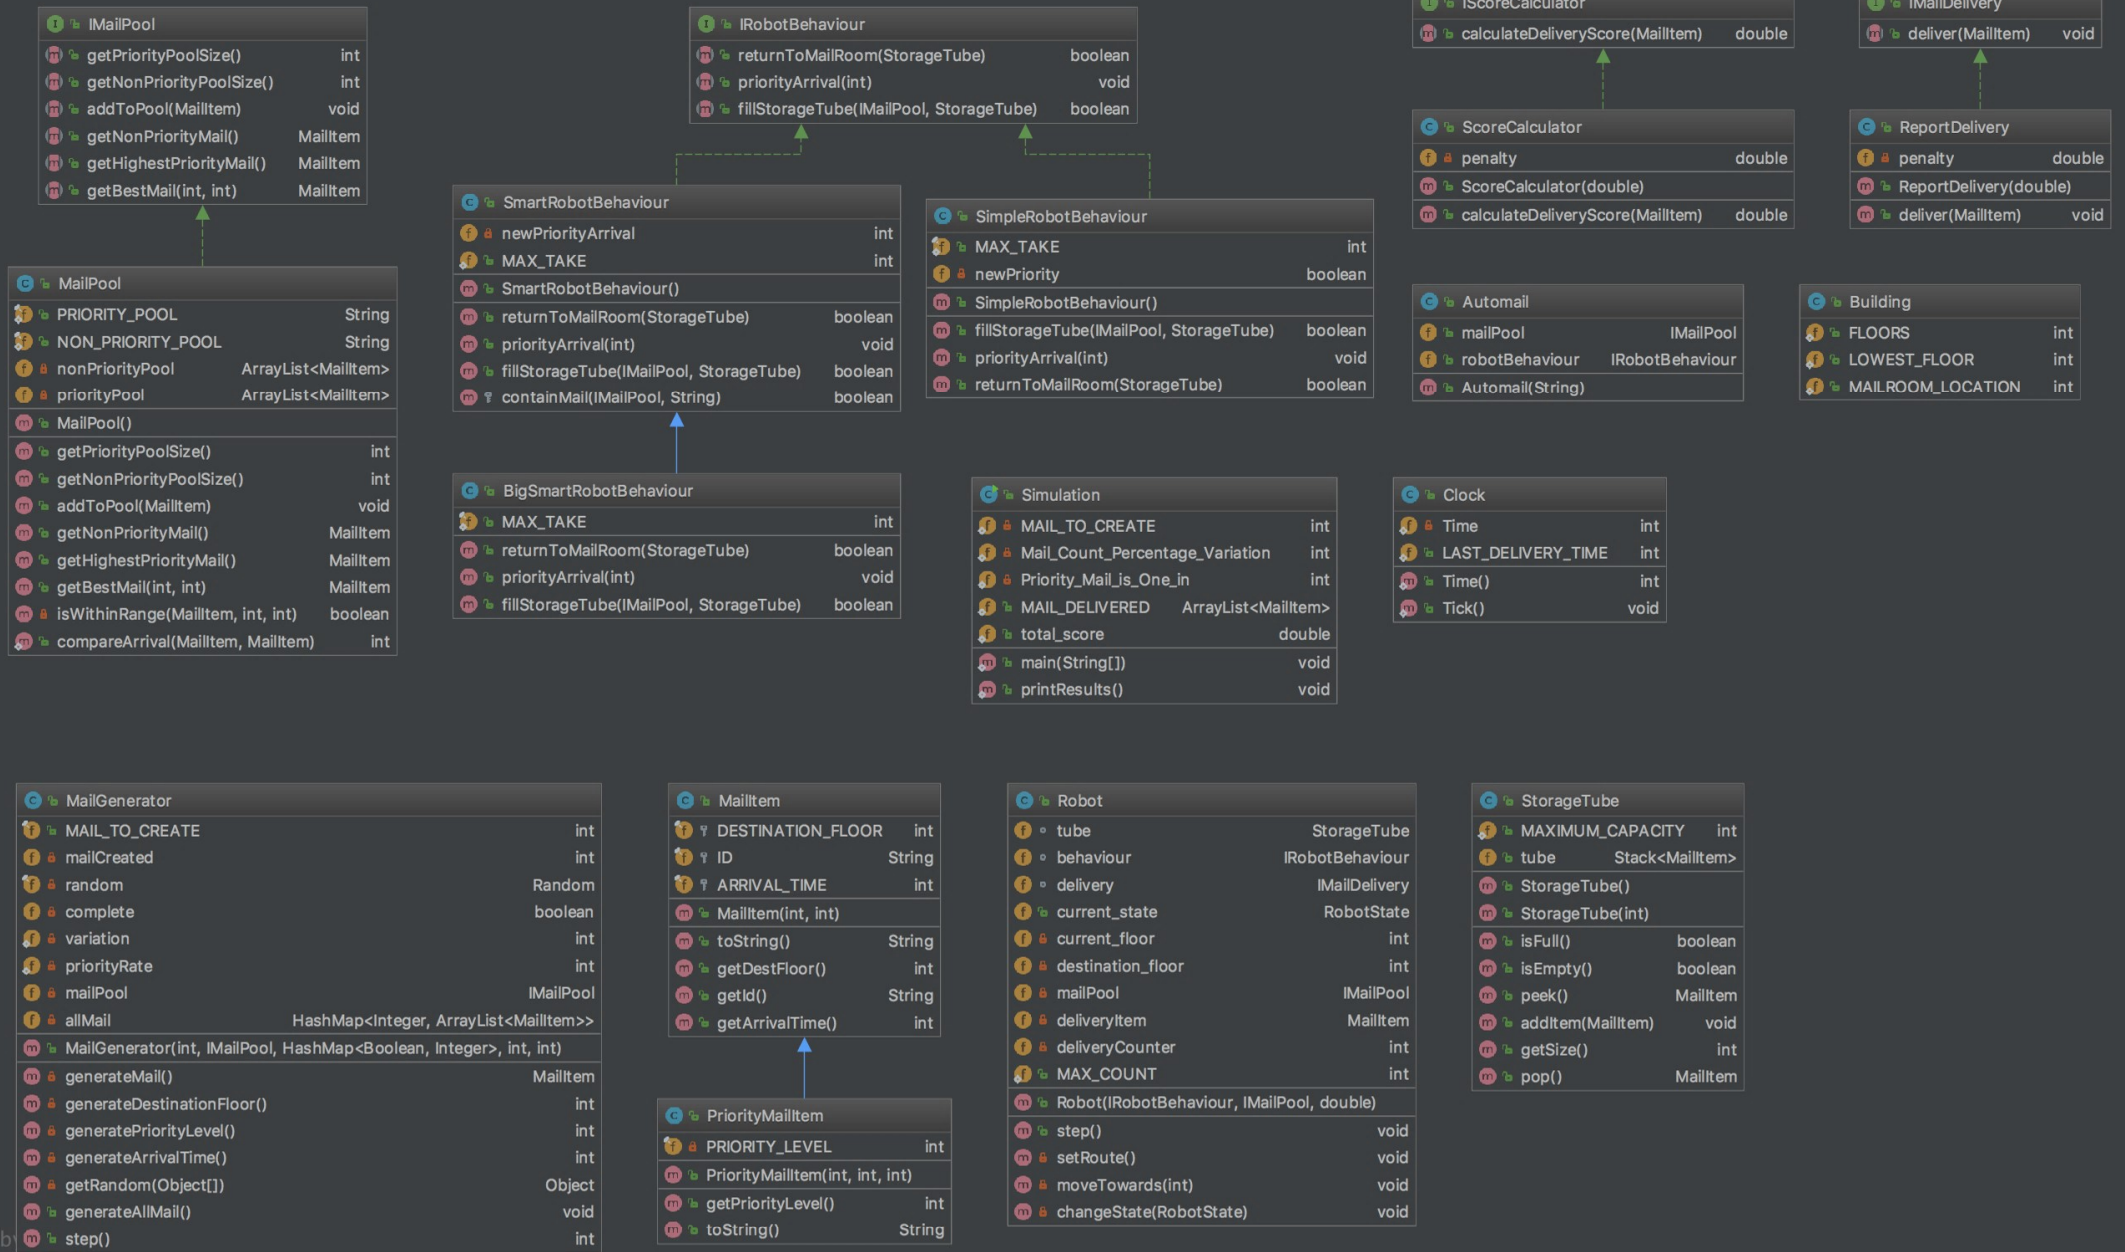 IMailPool
getPriorityPoolSize() int
getNonPriorityPoolSize() int
addToPool(MailItem) void
getNonPriorityMail() MailItem
getHighestPriorityMail() MailItem
getBestMail(int, int) MailItem
IRobotBehaviour
returnToMailRoom(StorageTube) boolean
priorityArrival(int) void
fillStorageTube(IMailPool, StorageTube) boolean
IScoreCalculator
calculateDeliveryScore(MailItem) double
IMailDelivery
deliver(MailItem) void
MailPool
PRIORITY_POOL String
NON_PRIORITY_POOL String
nonPriorityPool ArrayList<MailItem>
priorityPool ArrayList<MailItem>
MailPool()
getPriorityPoolSize() int
getNonPriorityPoolSize() int
addToPool(MailItem) void
getNonPriorityMail() MailItem
getHighestPriorityMail() MailItem
getBestMail(int, int) MailItem
isWithinRange(MailItem, int, int) boolean
compareArrival(MailItem, MailItem) int
SmartRobotBehaviour
newPriorityArrival int
MAX_TAKE int
SmartRobotBehaviour()
returnToMailRoom(StorageTube) boolean
priorityArrival(int) void
fillStorageTube(IMailPool, StorageTube) boolean
containMail(IMailPool, String) boolean
SimpleRobotBehaviour
MAX_TAKE int
newPriority boolean
SimpleRobotBehaviour()
fillStorageTube(IMailPool, StorageTube) boolean
priorityArrival(int) void
returnToMailRoom(StorageTube) boolean
ScoreCalculator
penalty double
ScoreCalculator(double)
calculateDeliveryScore(MailItem) double
ReportDelivery
penalty double
ReportDelivery(double)
deliver(MailItem) void
Automail
mailPool IMailPool
robotBehaviour IRobotBehaviour
Automail(String)
Building
FLOORS int
LOWEST_FLOOR int
MAILROOM_LOCATION int
BigSmartRobotBehaviour
MAX_TAKE int
returnToMailRoom(StorageTube) boolean
priorityArrival(int) void
fillStorageTube(IMailPool, StorageTube) boolean
Simulation
MAIL_TO_CREATE int
Mail_Count_Percentage_Variation int
Priority_Mail_is_One_in int
MAIL_DELIVERED ArrayList<MailItem>
total_score double
main(String[]) void
printResults() void
Clock
Time int
LAST_DELIVERY_TIME int
Time() int
Tick() void
MailGenerator
MAIL_TO_CREATE int
mailCreated int
random Random
complete boolean
variation int
priorityRate int
mailPool IMailPool
allMail HashMap<Integer, ArrayList<MailItem>>
MailGenerator(int, IMailPool, HashMap<Boolean, Integer>, int, int)
generateMail() MailItem
generateDestinationFloor() int
generatePriorityLevel() int
generateArrivalTime() int
getRandom(Object[]) Object
generateAllMail() void
step() int
MailItem
DESTINATION_FLOOR int
ID String
ARRIVAL_TIME int
MailItem(int, int)
toString() String
getDestFloor() int
getId() String
getArrivalTime() int
PriorityMailItem
PRIORITY_LEVEL int
PriorityMailItem(int, int, int)
getPriorityLevel() int
toString() String
Robot
tube StorageTube
behaviour IRobotBehaviour
delivery IMailDelivery
current_state RobotState
current_floor int
destination_floor int
mailPool IMailPool
deliveryItem MailItem
deliveryCounter int
MAX_COUNT int
Robot(IRobotBehaviour, IMailPool, double)
step() void
setRoute() void
moveTowards(int) void
changeState(RobotState) void
StorageTube
MAXIMUM_CAPACITY int
tube Stack<MailItem>
StorageTube()
StorageTube(int)
isFull() boolean
isEmpty() boolean
peek() MailItem
addItem(MailItem) void
getSize() int
pop() MailItem